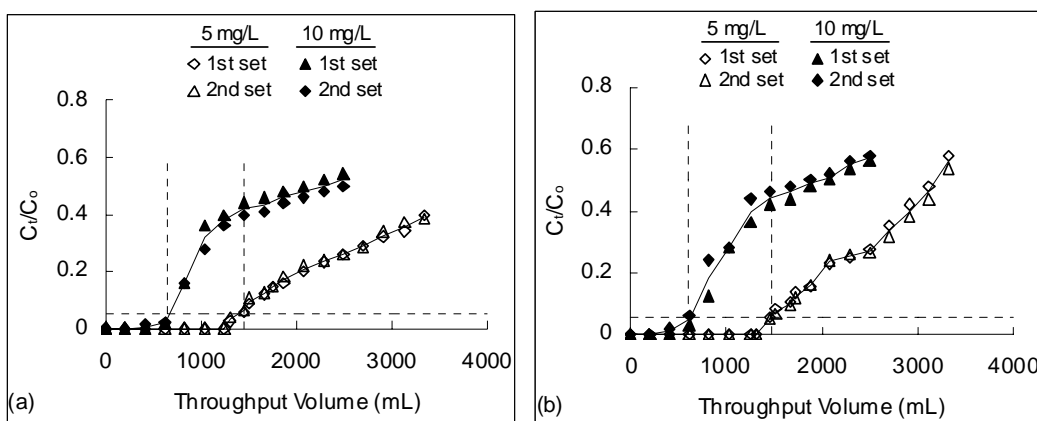 5 mg/L 10 mg/L
1st set 1st set
2nd set 2nd set
0.8
0.6
0.4
0.2
0
Ct/Co
0 1000 2000 3000 4000
Throughput Volume (mL)
(a)
5 mg/L 10 mg/L
1st set 1st set
2nd set 2nd set
0.8
0.6
0.4
0.2
0
Ct/Co
0 1000 2000 3000 4000
Throughput Volume (mL)
(b)